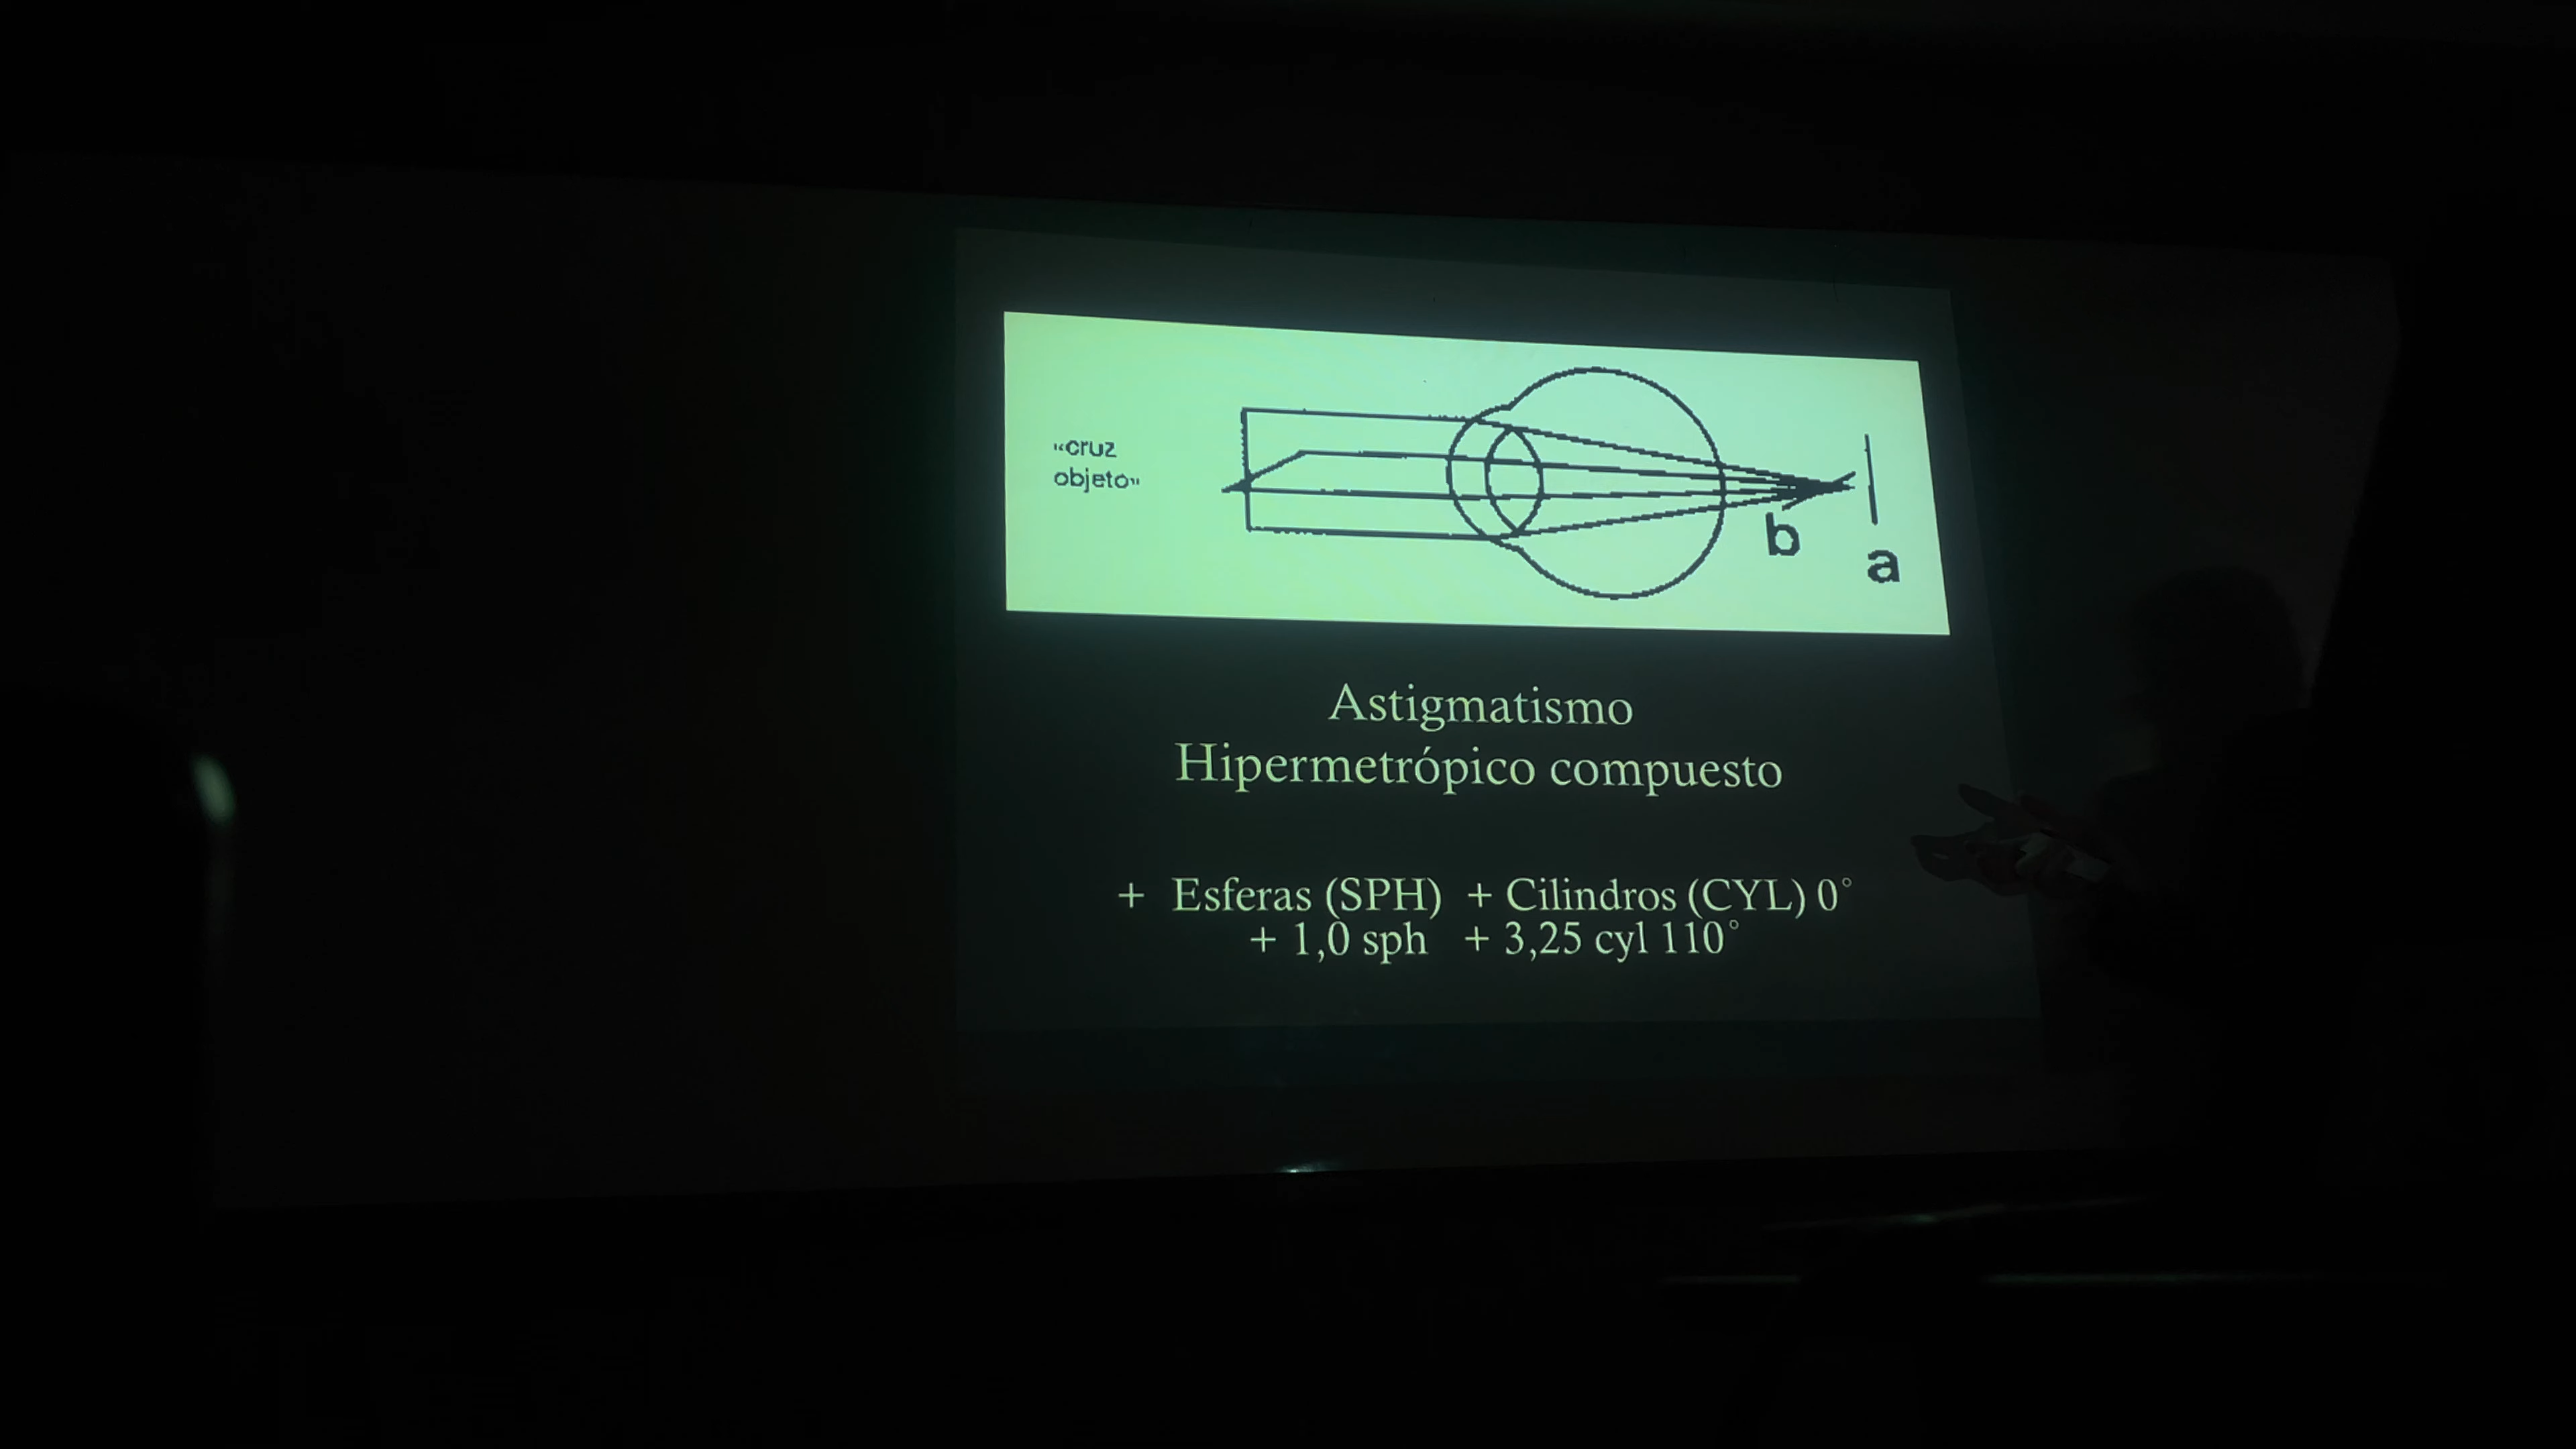 “cruz
objeto”
b
a
Astigmatismo
Hipermetrópico compuesto
+ Esferas (SPH) + Cilindros (CYL) 0°
+ 1,0 sph + 3,25 cyl 110°